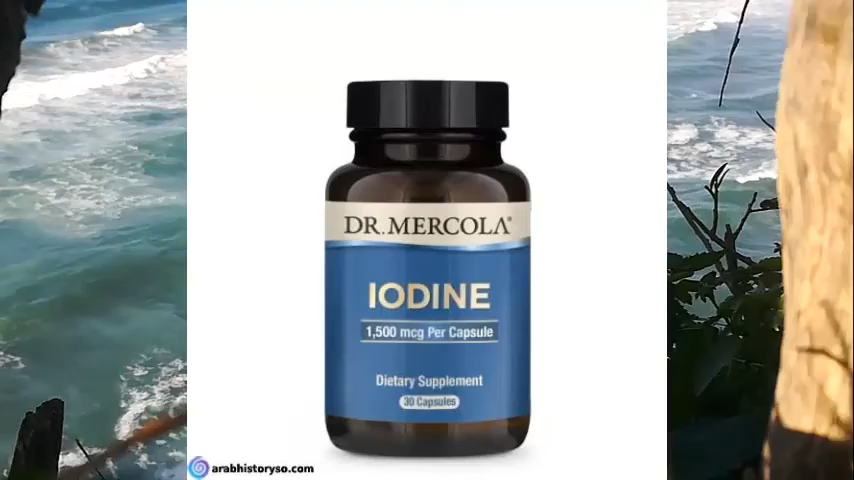 DR. MERCOLA®
IODINE
1,500 mcg Per Capsule
Dietary Supplement
30 Capsules
arabhistoryso.com